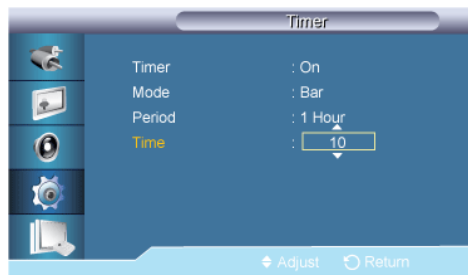 Timer
Timer : On
Mode : Bar
Period : 1 Hour
Time : 10
Adjust Return